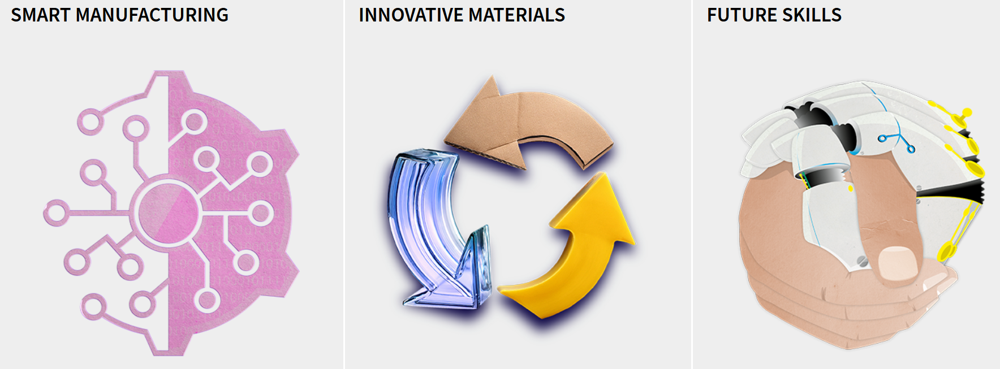 SMART MANUFACTURING
INNOVATIVE MATERIALS
FUTURE SKILLS